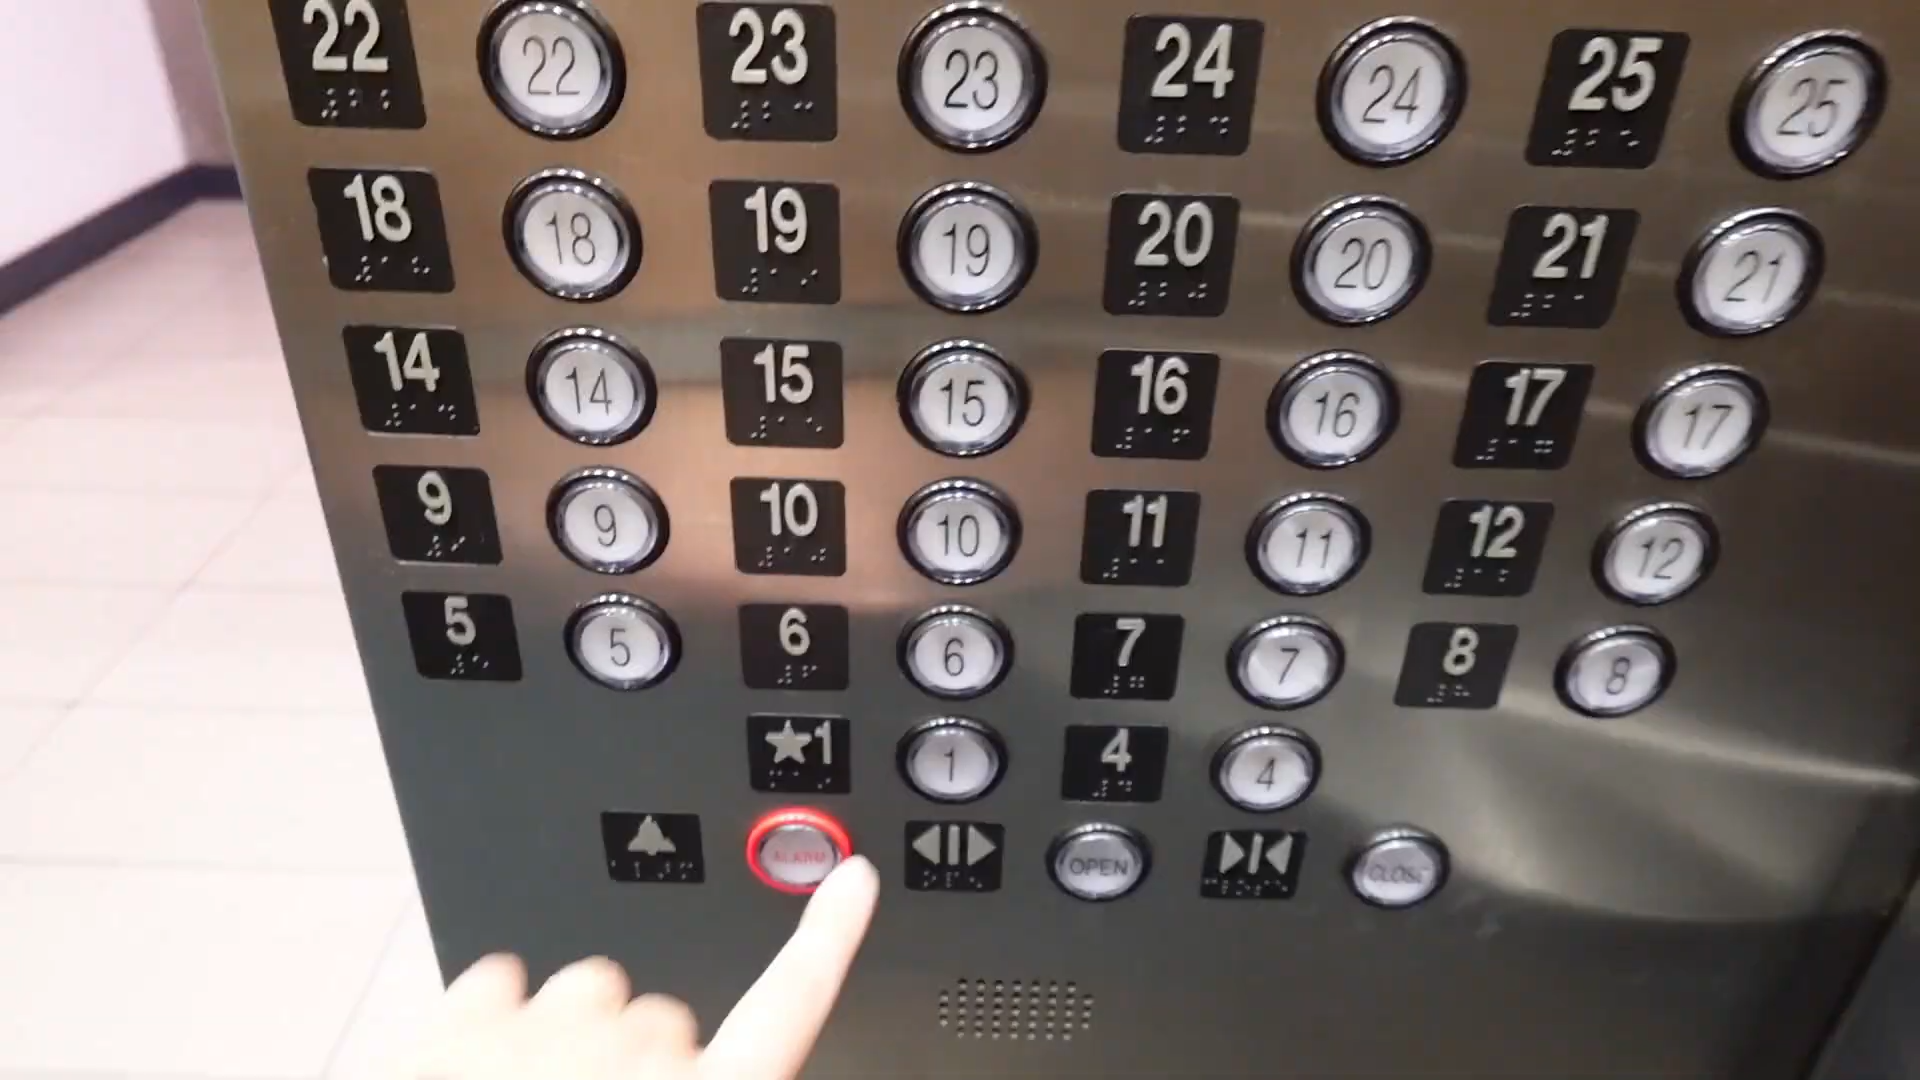 22 22 23 23 24 24 25 25
18 18 19 19 20 20 21 21
14 14 15 15 16 16 17 17
9 9 10 10 11 11 12 12
5 5 6 6 7 7 8 8
★1 1 4 4
ALARM OPEN CLOSE